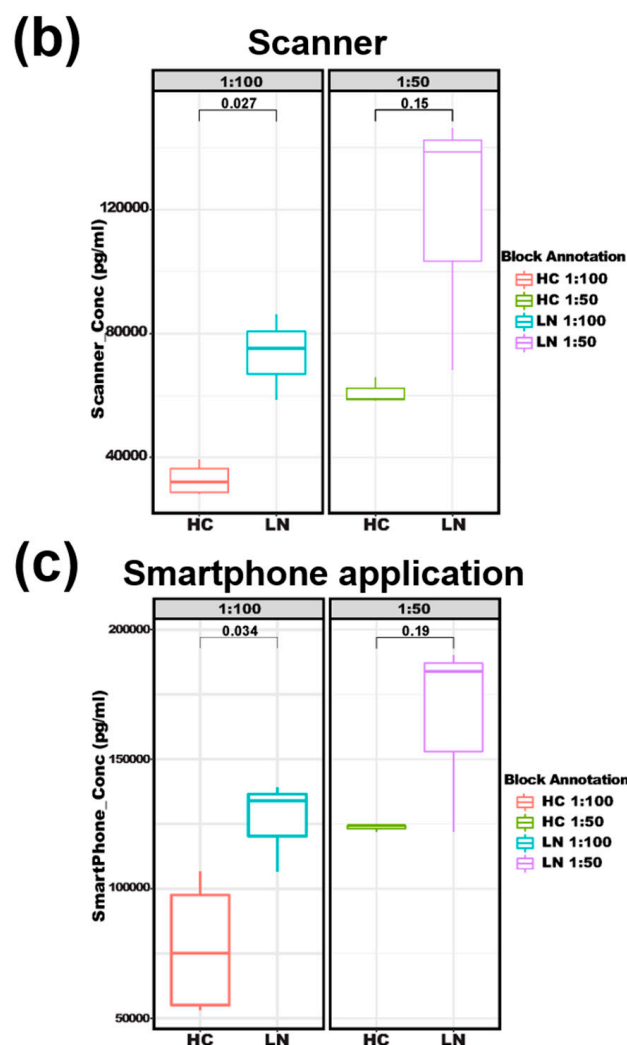 (b) Scanner
1:100 1:50
0.027 0.15
Scanner_Conc (pg/ml)
120000
80000
40000
HC LN HC LN
Block Annotation
HC 1:100
HC 1:50
LN 1:100
LN 1:50
(c) Smartphone application
1:100 1:50
0.034 0.19
SmartPhone_Conc (pg/ml)
200000
150000
100000
50000
HC LN HC LN
Block Annotation
HC 1:100
HC 1:50
LN 1:100
LN 1:50